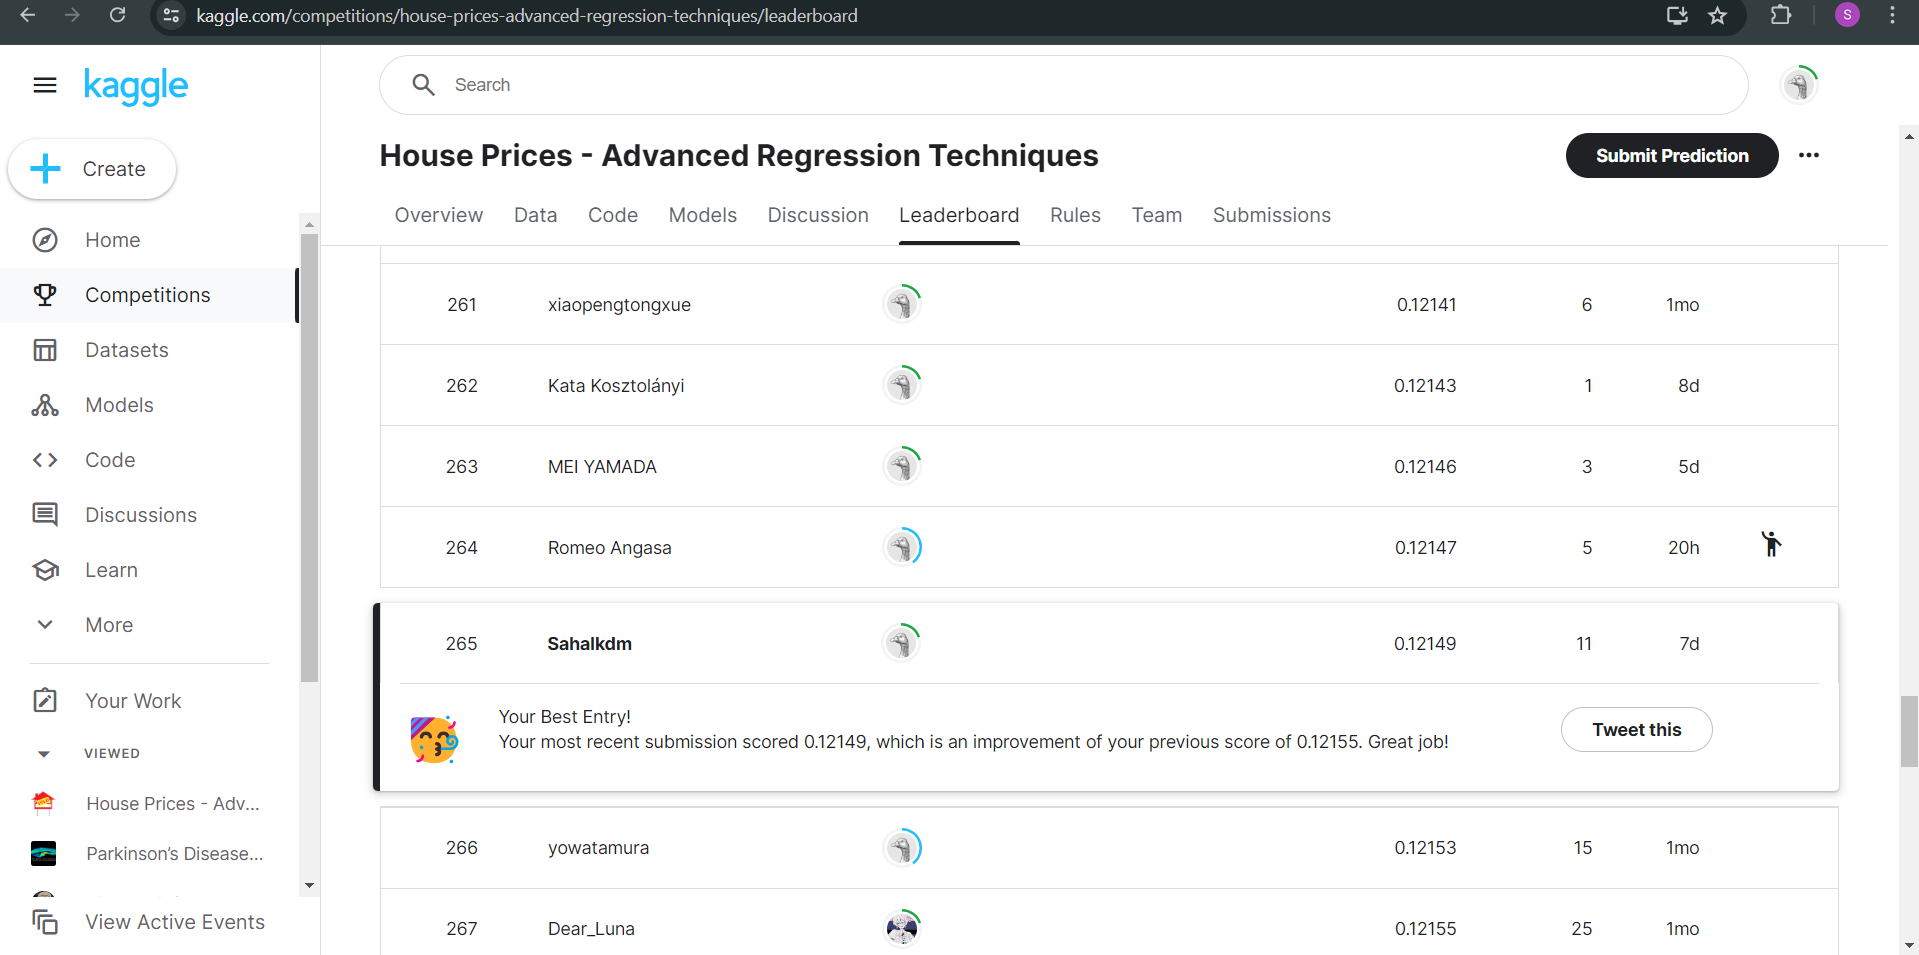 kaggle.com/competitions/house-prices-advanced-regression-techniques/leaderboard
S
kaggle
Search
Create
House Prices - Advanced Regression Techniques
Submit Prediction
Overview Data Code Models Discussion Leaderboard Rules Team Submissions
Home
Competitions
Datasets
Models
Code
Discussions
Learn
More
Your Work
VIEWED
House Prices - Adv...
Parkinson's Disease...
View Active Events
261 xiaopengtongxue 0.12141 6 1mo
262 Kata Kosztolányi 0.12143 1 8d
263 MEI YAMADA 0.12146 3 5d
264 Romeo Angasa 0.12147 5 20h
265 Sahalkdm 0.12149 11 7d
Your Best Entry!
Your most recent submission scored 0.12149, which is an improvement of your previous score of 0.12155. Great job!
Tweet this
266 yowatamura 0.12153 15 1mo
267 Dear_Luna 0.12155 25 1mo